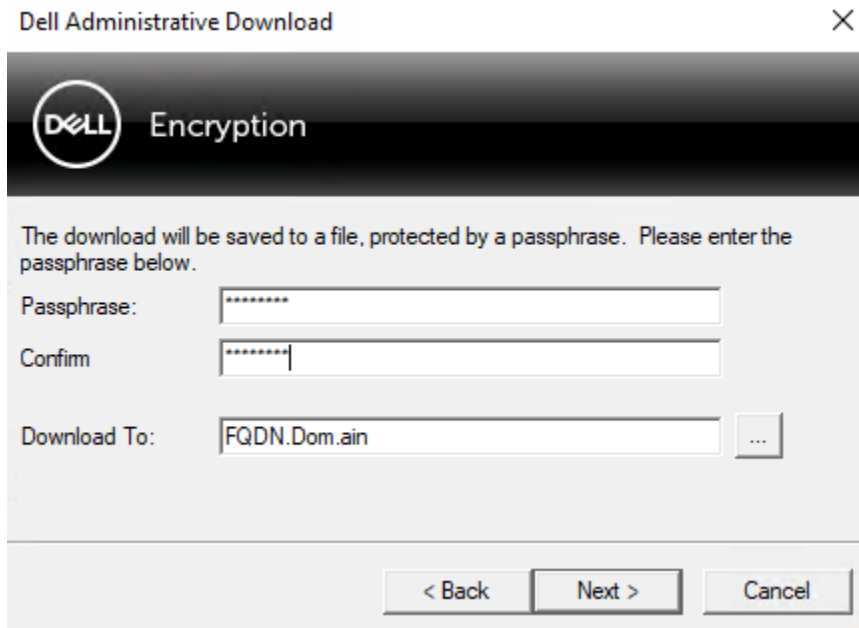 Dell Administrative Download
DELL Encryption
The download will be saved to a file, protected by a passphrase. Please enter the
passphrase below.
Passphrase: ********
Confirm ********
Download To: FQDN.Dom.ain ...
< Back Next > Cancel